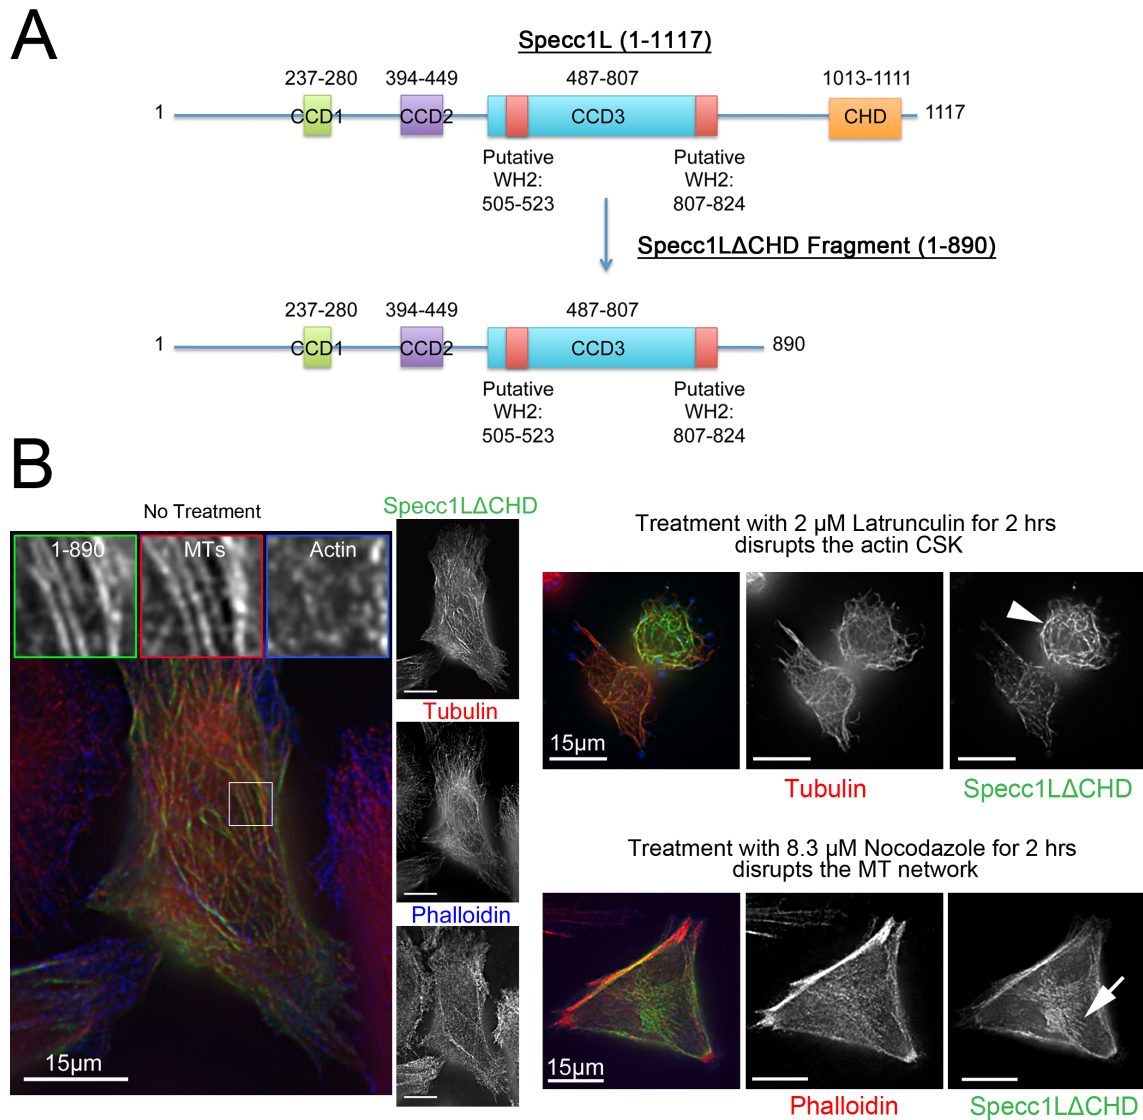 A
Specc1L (1-1117)
237-280
394-449
487-807
1013-1111
1
CCD1
CCD2
CCD3
CHD
1117
Putative
WH2:
505-523
Putative
WH2:
807-824
Specc1LΔCHD Fragment (1-890)
237-280
394-449
487-807
1
CCD1
CCD2
CCD3
890
Putative
WH2:
505-523
Putative
WH2:
807-824
B
No Treatment
1-890
MTs
Actin
15µm
Specc1LΔCHD
Tubulin
Phalloidin
Treatment with 2 µM Latrunculin for 2 hrs
disrupts the actin CSK
15µm
Tubulin
Specc1LΔCHD
Treatment with 8.3 µM Nocodazole for 2 hrs
disrupts the MT network
15µm
Phalloidin
Specc1LΔCHD